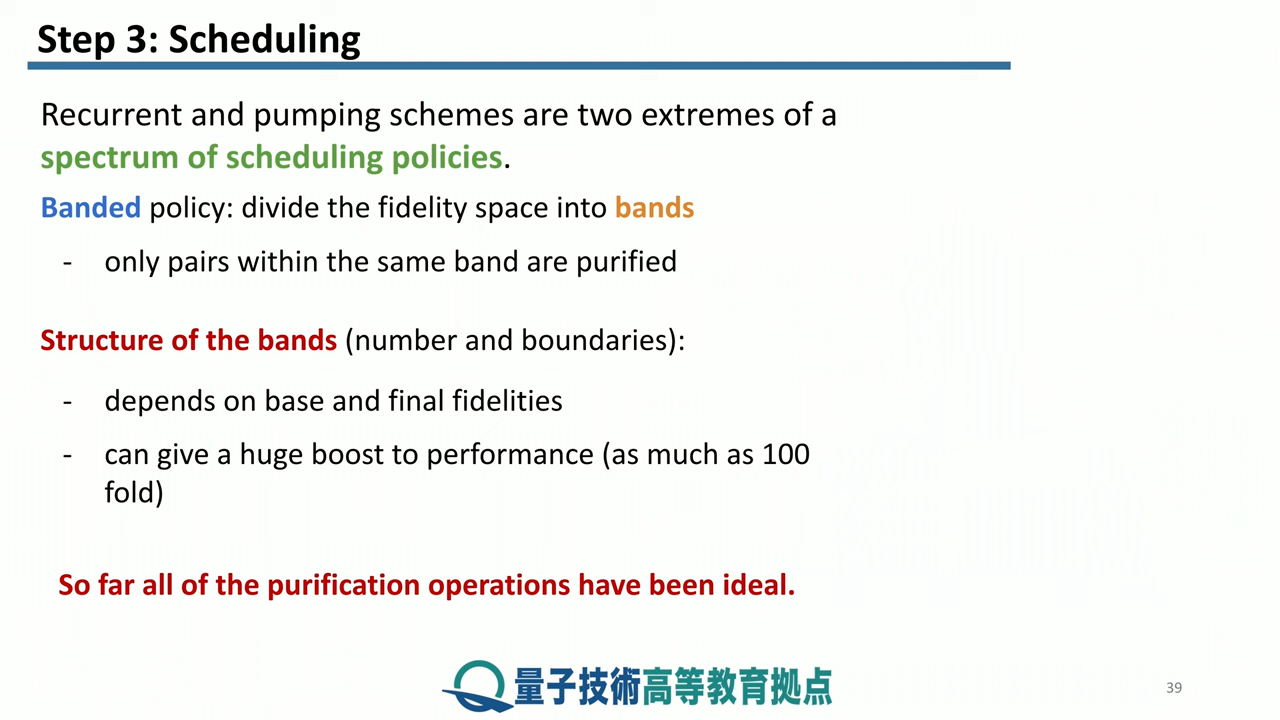 Step 3: Scheduling
Recurrent and pumping schemes are two extremes of a
spectrum of scheduling policies.
Banded policy: divide the fidelity space into bands
- only pairs within the same band are purified
Structure of the bands (number and boundaries):
- depends on base and final fidelities
- can give a huge boost to performance (as much as 100
fold)
So far all of the purification operations have been ideal.
量子技術高等教育拠点
39